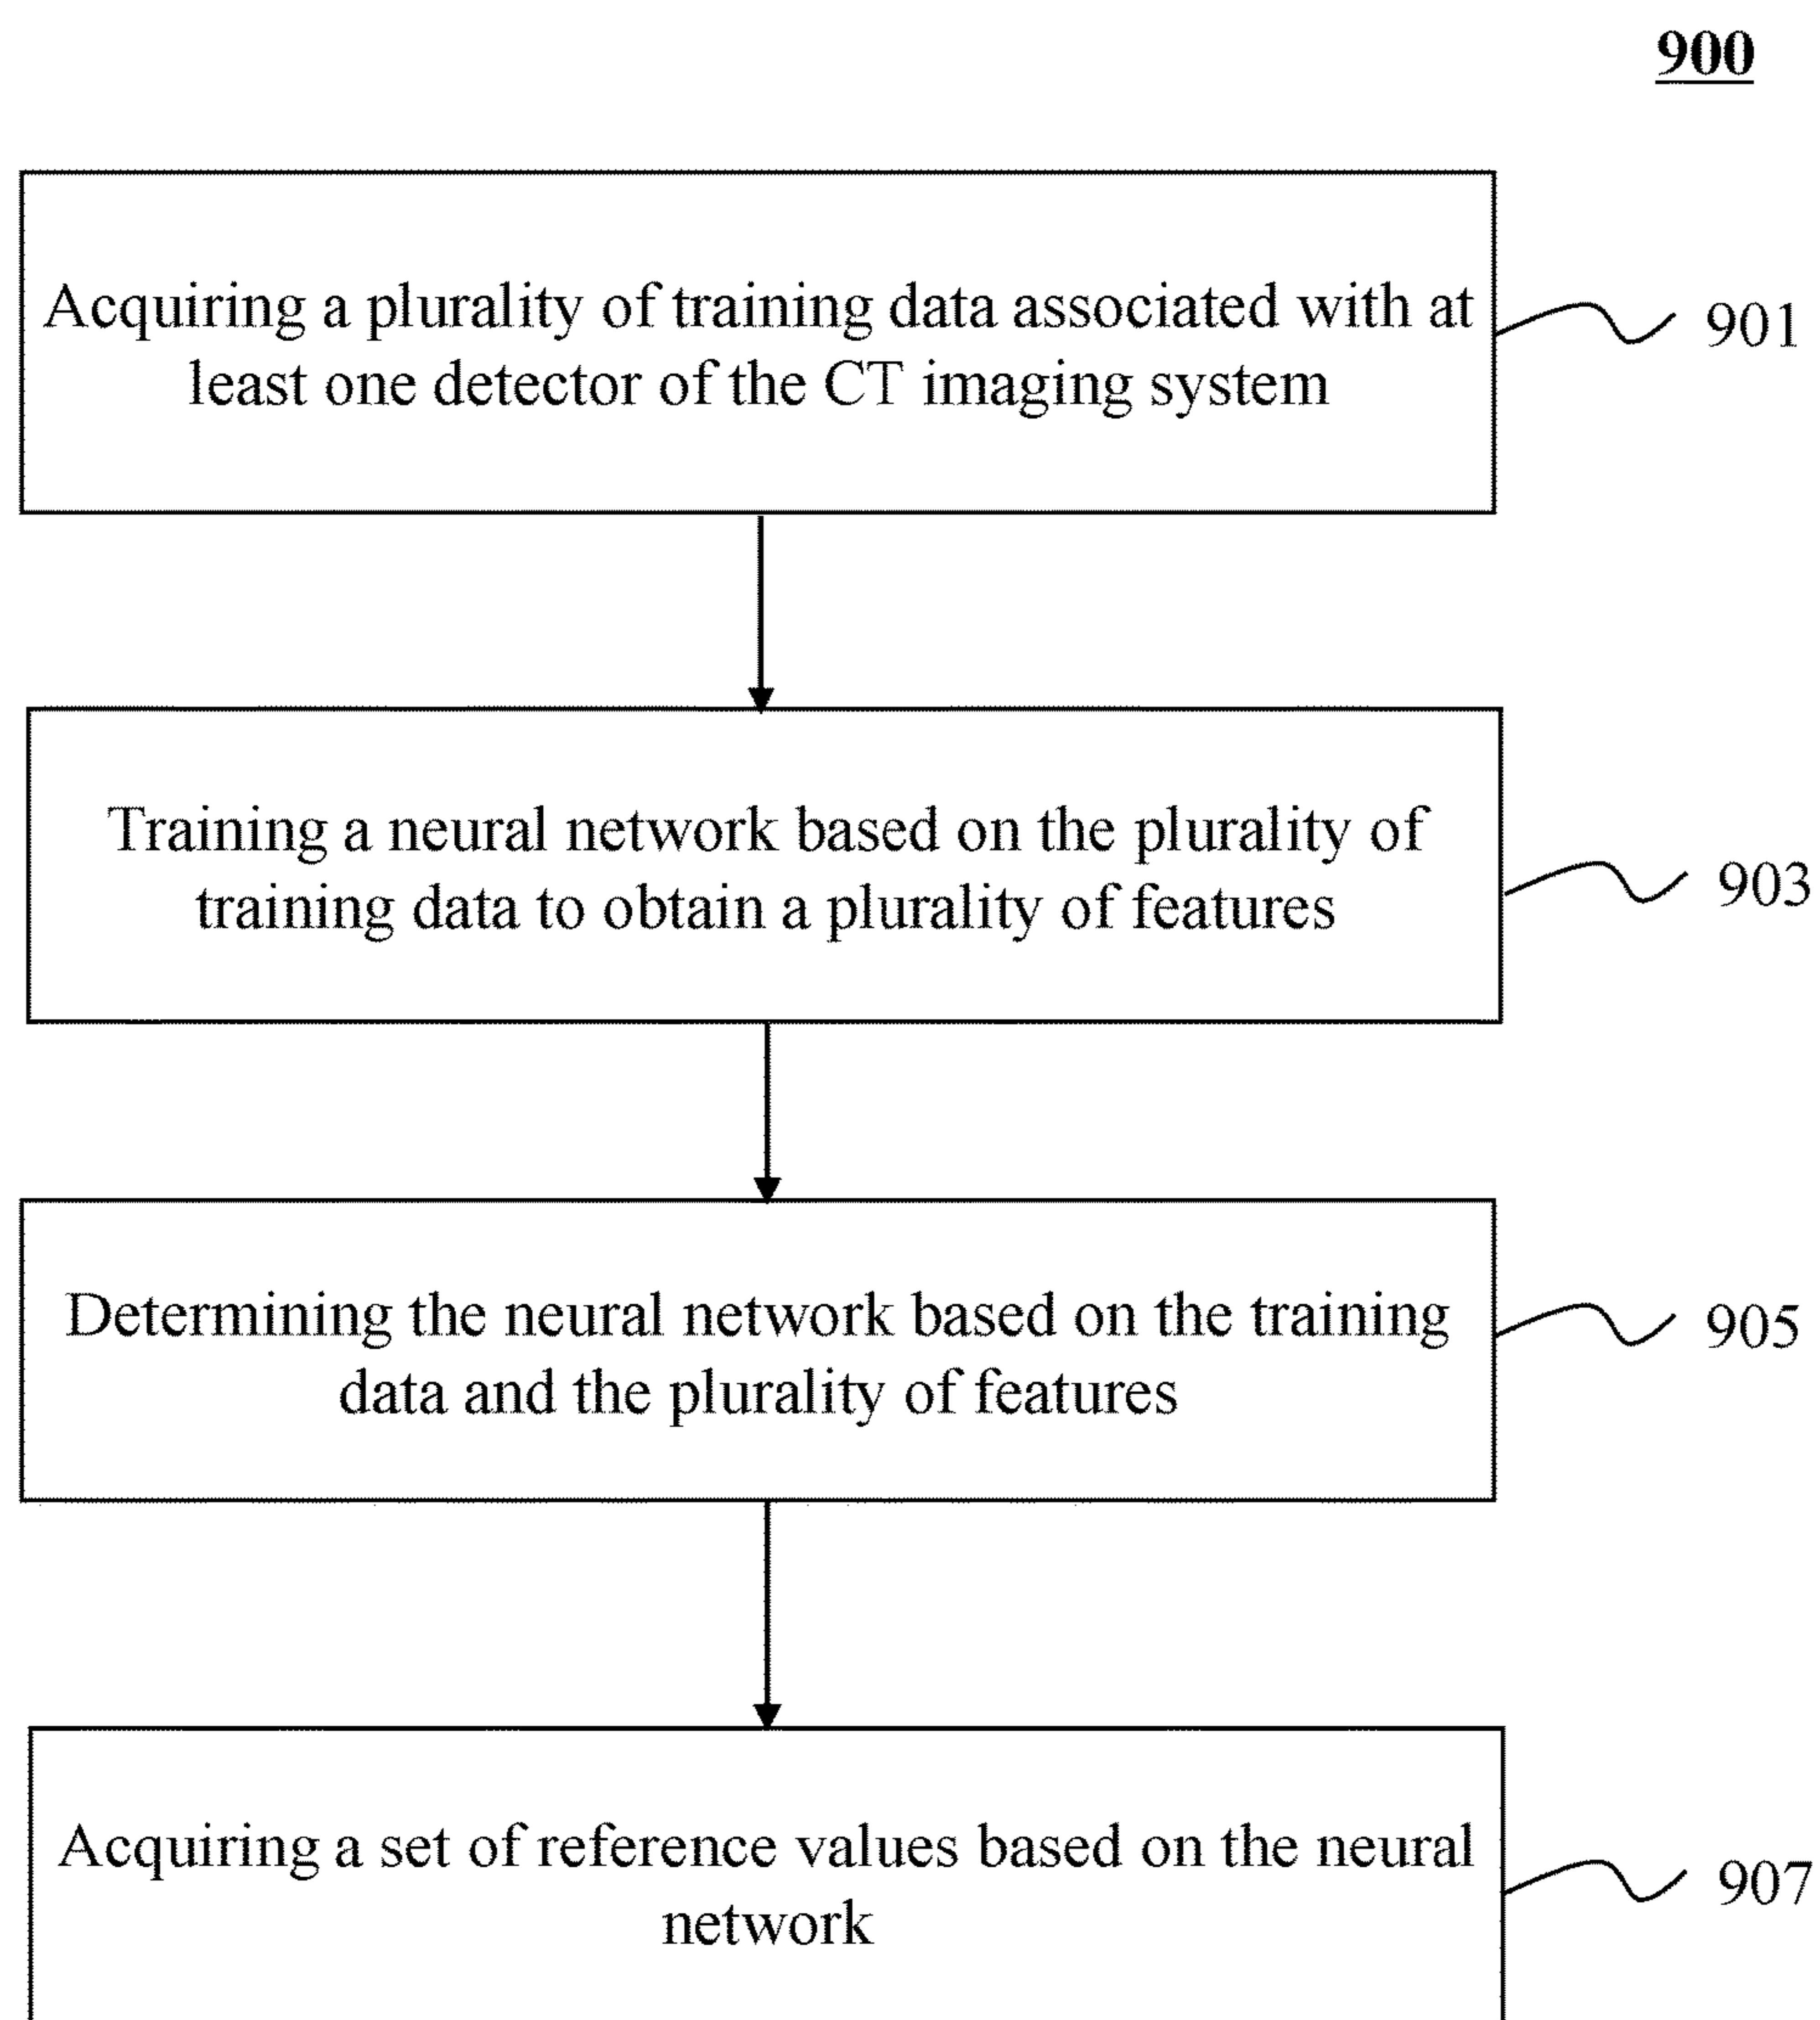 900
Acquiring a plurality of training data associated with at
least one detector of the CT imaging system
901
Training a neural network based on the plurality of
training data to obtain a plurality of features
903
Determining the neural network based on the training
data and the plurality of features
905
Acquiring a set of reference values based on the neural
network
907